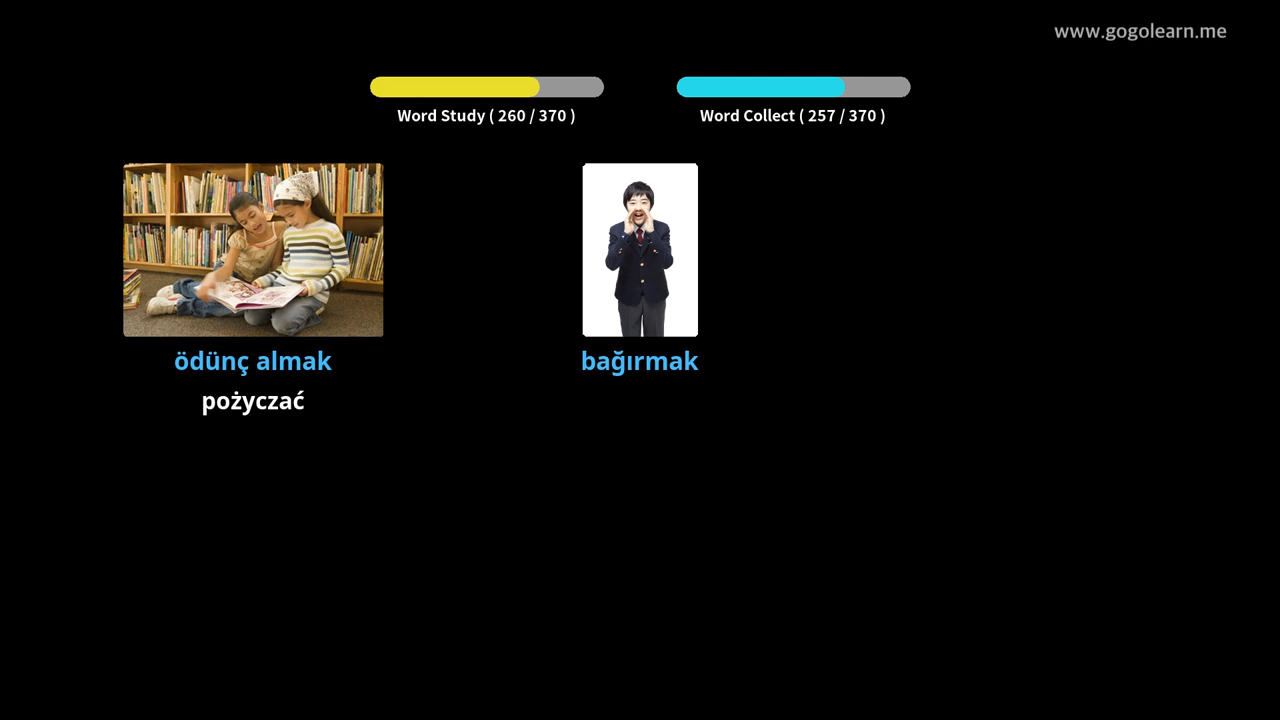 www.gogolearn.me
Word Study ( 260 / 370 )
Word Collect ( 257 / 370 )
ödünç almak
pożyczać
bağırmak